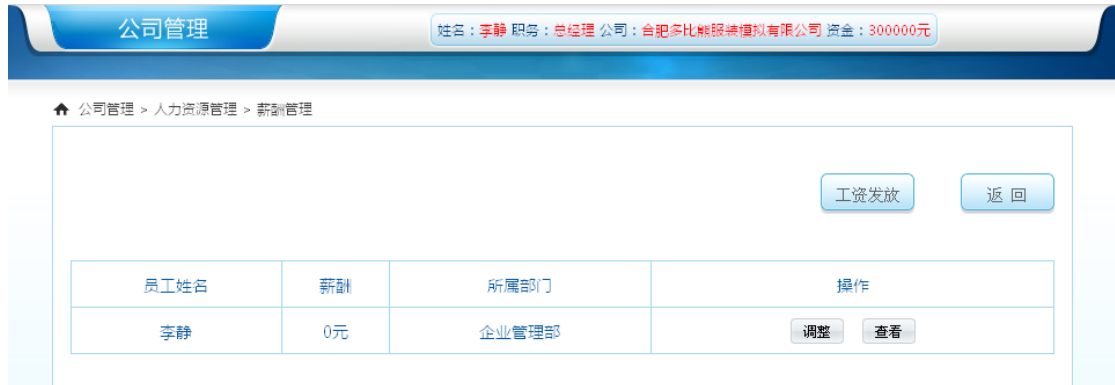 公司管理
姓名：李静 职务：总经理 公司：合肥多比熊服装模拟有限公司 资金：300000元
公司管理 > 人力资源管理 > 薪酬管理
工资发放 返 回
员工姓名 薪酬 所属部门 操作
李静 0元 企业管理部 调整 查看